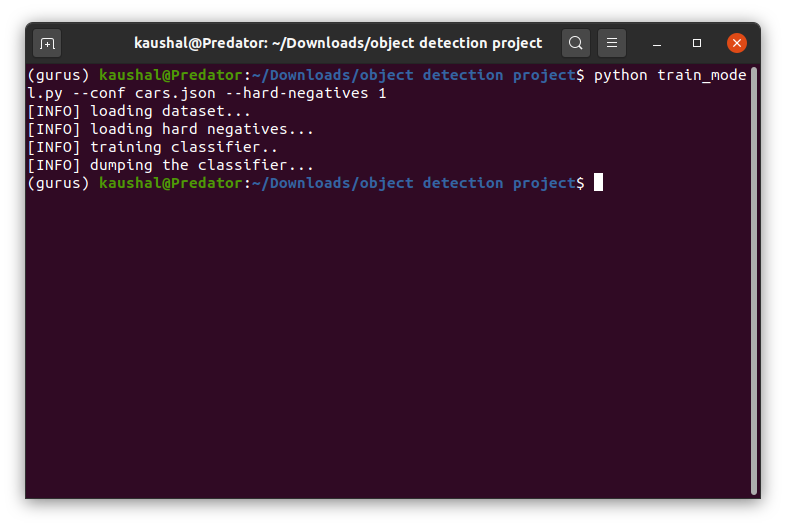 kaushal@Predator: ~/Downloads/object detection project
(gurus) kaushal@Predator:~/Downloads/object detection project$ python train_mode
l.py --conf cars.json --hard-negatives 1
[INFO] loading dataset...
[INFO] loading hard negatives...
[INFO] training classifier..
[INFO] dumping the classifier...
(gurus) kaushal@Predator:~/Downloads/object detection project$